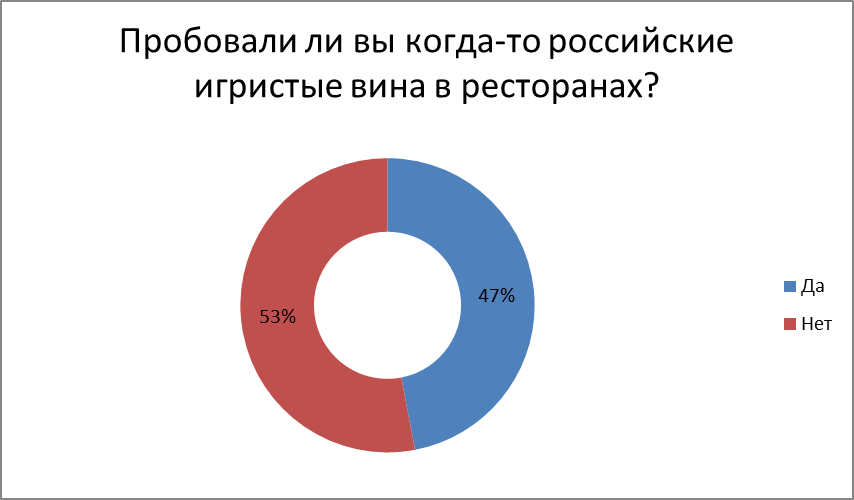 Пробовали ли вы когда-то российские
игристые вина в ресторанах?
47%
53%
Да
Нет